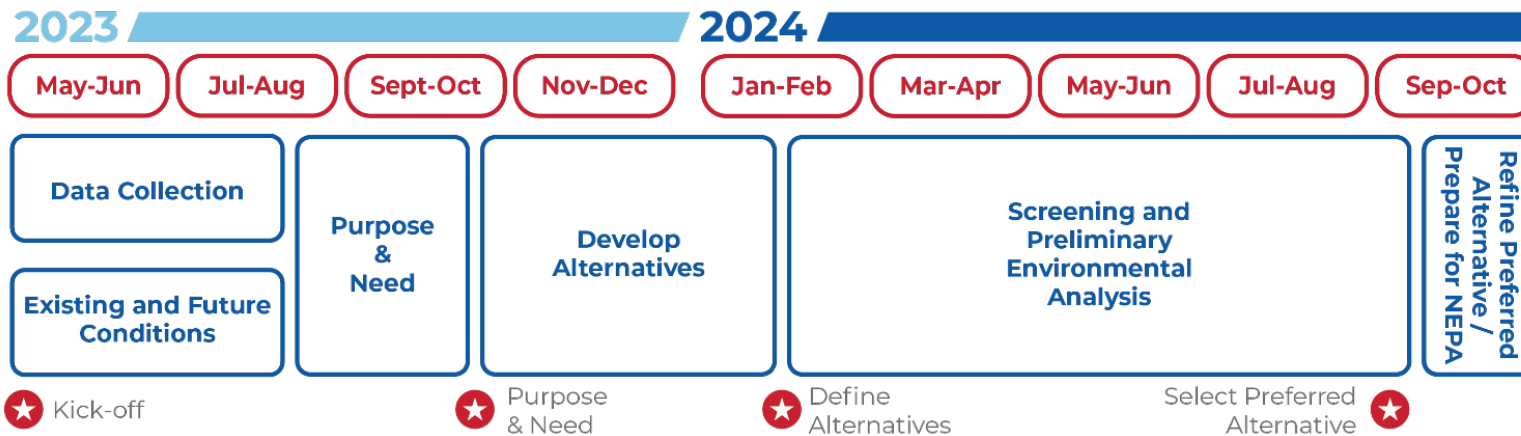 2023
2024
May-Jun
Jul-Aug
Sept-Oct
Nov-Dec
Jan-Feb
Mar-Apr
May-Jun
Jul-Aug
Sep-Oct
Data Collection
Existing and Future
Conditions
Purpose
&
Need
Develop
Alternatives
Screening and
Preliminary
Environmental
Analysis
Refine Preferred
Alternative /
Prepare for NEPA
Kick-off
Purpose
& Need
Define
Alternatives
Select Preferred
Alternative